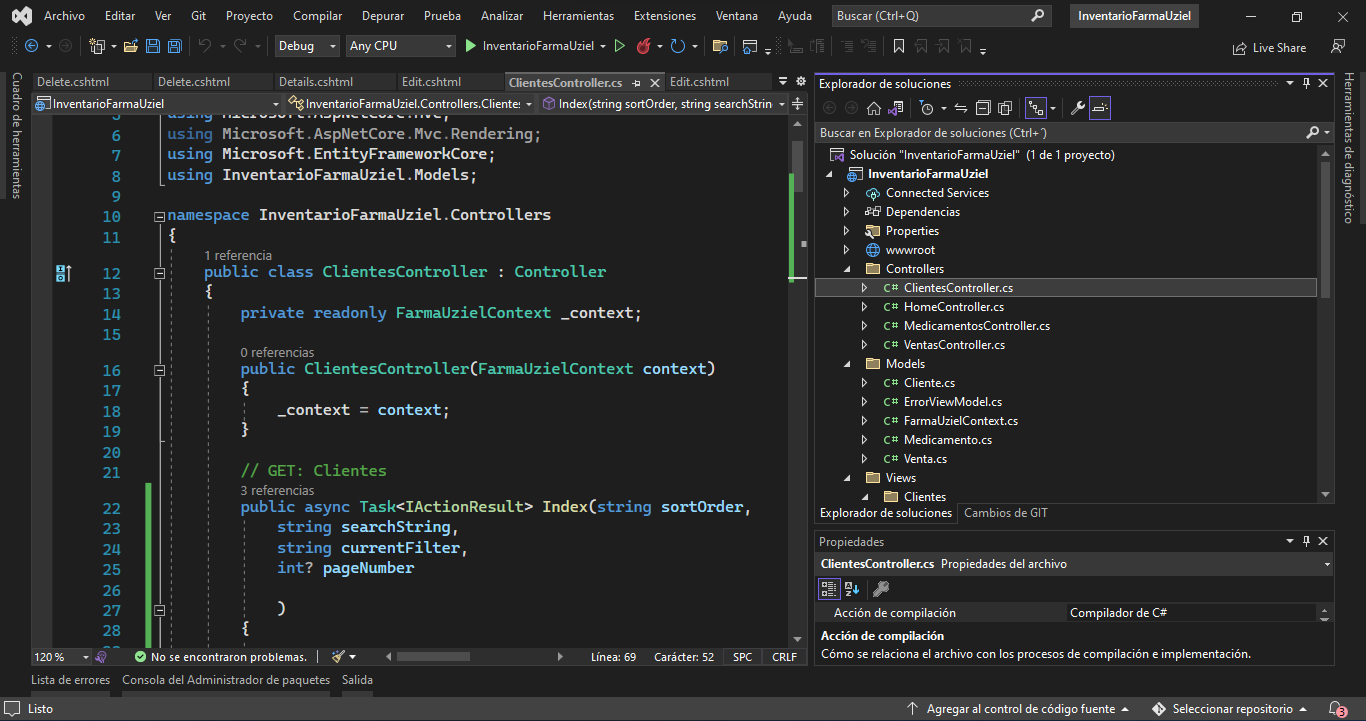 Archivo Editar Ver Git Proyecto Compilar Depurar Prueba Analizar Herramientas Extensiones Ventana Ayuda Buscar (Ctrl+Q) InventarioFarmaUziel
Debug Any CPU InventarioFarmaUziel Live Share
Cuadro de herramientas
Delete.cshtml Delete.cshtml Details.cshtml Edit.cshtml ClientesController.cs Edit.cshtml
InventarioFarmaUziel InventarioFarmaUziel.Controllers.Cliente Index(string sortOrder, string searchStrin
5 using Microsoft.AspNetCore.Mvc;
6 using Microsoft.AspNetCore.Mvc.Rendering;
7 using Microsoft.EntityFrameworkCore;
8 using InventarioFarmaUziel.Models;
9
10 namespace InventarioFarmaUziel.Controllers
11 {
1 referencia
12 public class ClientesController : Controller
13 {
14 private readonly FarmaUzielContext _context;
15
0 referencias
16 public ClientesController(FarmaUzielContext context)
17 {
18 _context = context;
19 }
20
21 // GET: Clientes
3 referencias
22 public async Task<IActionResult> Index(string sortOrder,
23 string searchString,
24 string currentFilter,
25 int? pageNumber
26
27 )
28 {
120 % No se encontraron problemas. Línea: 69 Carácter: 52 SPC CRLF
Lista de errores Consola del Administrador de paquetes Salida
Explorador de soluciones
Buscar en Explorador de soluciones (Ctrl+´)
Solución "InventarioFarmaUziel" (1 de 1 proyecto)
InventarioFarmaUziel
Connected Services
Dependencias
Properties
wwwroot
Controllers
C# ClientesController.cs
C# HomeController.cs
C# MedicamentosController.cs
C# VentasController.cs
Models
C# Cliente.cs
C# ErrorViewModel.cs
C# FarmaUzielContext.cs
C# Medicamento.cs
C# Venta.cs
Views
Clientes
Explorador de soluciones Cambios de GIT
Propiedades
ClientesController.cs Propiedades del archivo
Acción de compilación Compilador de C#
Acción de compilación
Cómo se relaciona el archivo con los procesos de compilación e implementación.
Herramientas de diagnóstico
Listo Agregar al control de código fuente Seleccionar repositorio 3